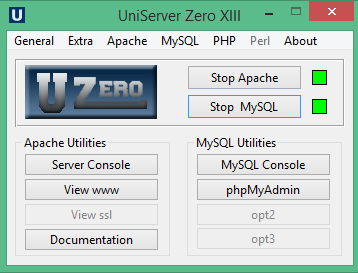 U UniServer Zero XIII
General Extra Apache MySQL PHP Perl About
U ZERO Stop Apache
Stop MySQL
Apache Utilities
Server Console
View www
View ssl
Documentation
MySQL Utilities
MySQL Console
phpMyAdmin
opt2
opt3